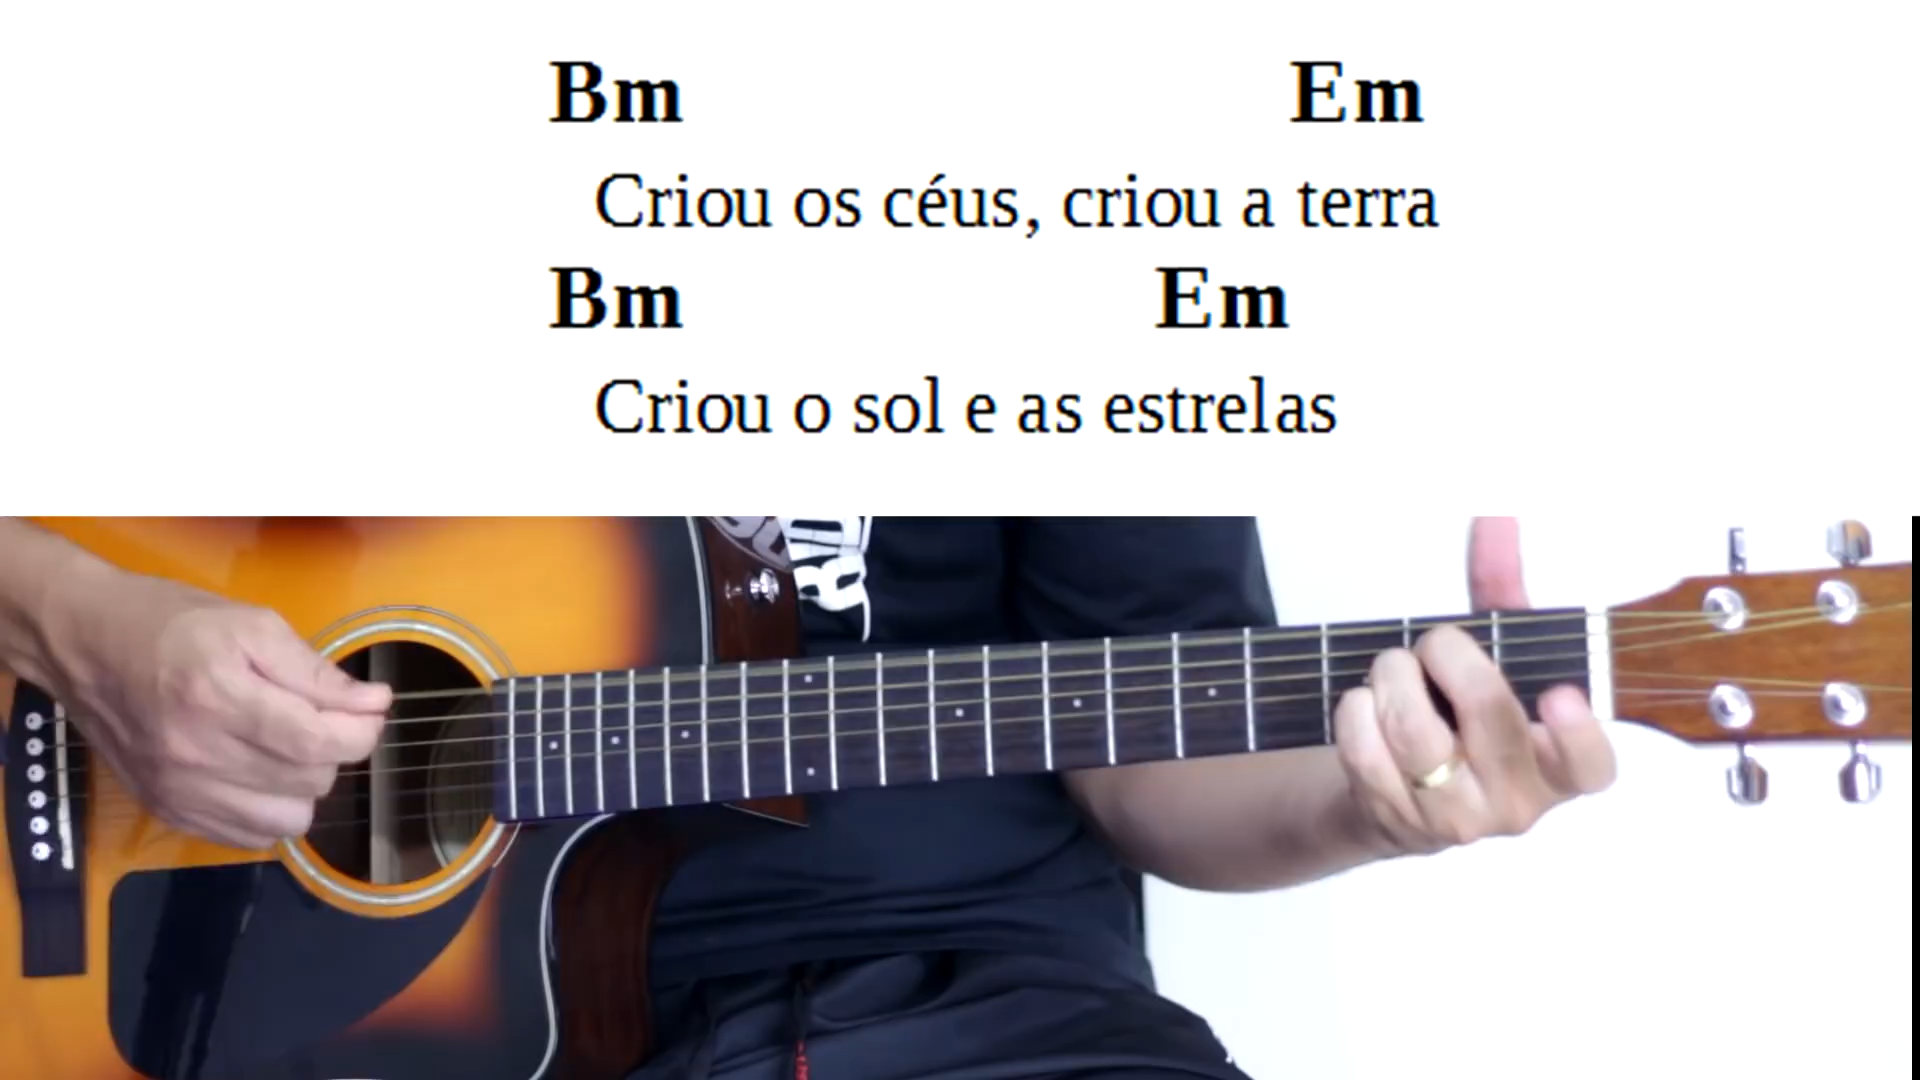 Bm Em
Criou os céus, criou a terra
Bm Em
Criou o sol e as estrelas